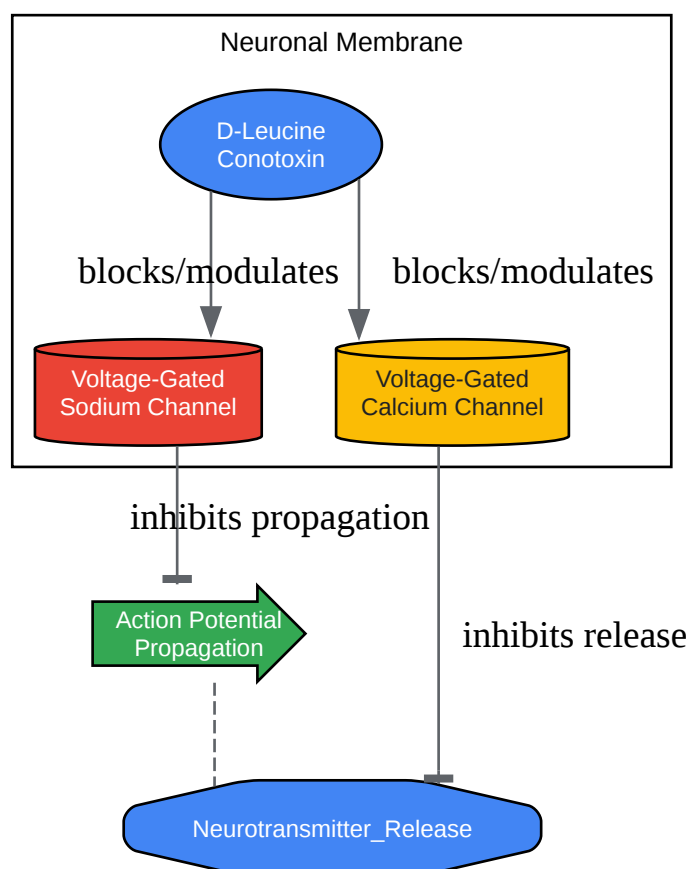 Neuronal Membrane
D-Leucine
Conotoxin
blocks/modulates
blocks/modulates
Voltage-Gated
Sodium Channel
Voltage-Gated
Calcium Channel
inhibits propagation
Action Potential
Propagation
inhibits release
Neurotransmitter_Release